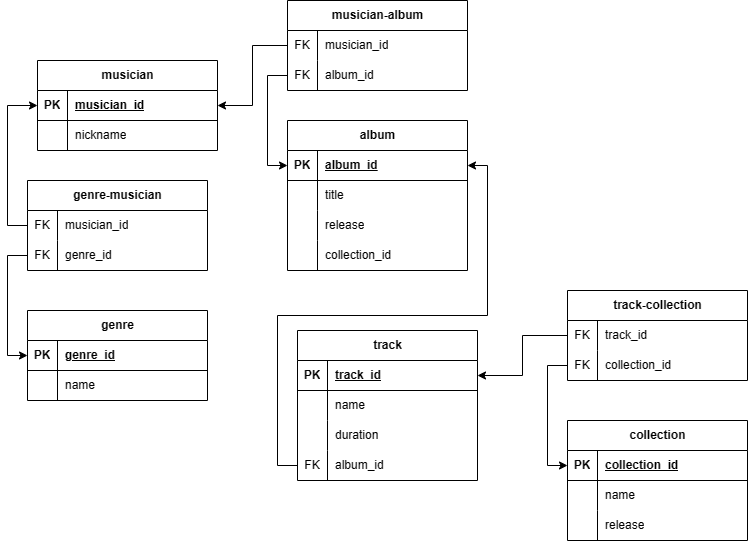 musician-album
FK musician_id
FK album_id
musician
PK musician_id
nickname
album
PK album_id
title
release
collection_id
genre-musician
FK musician_id
FK genre_id
genre
PK genre_id
name
track
PK track_id
name
duration
FK album_id
track-collection
FK track_id
FK collection_id
collection
PK collection_id
name
release